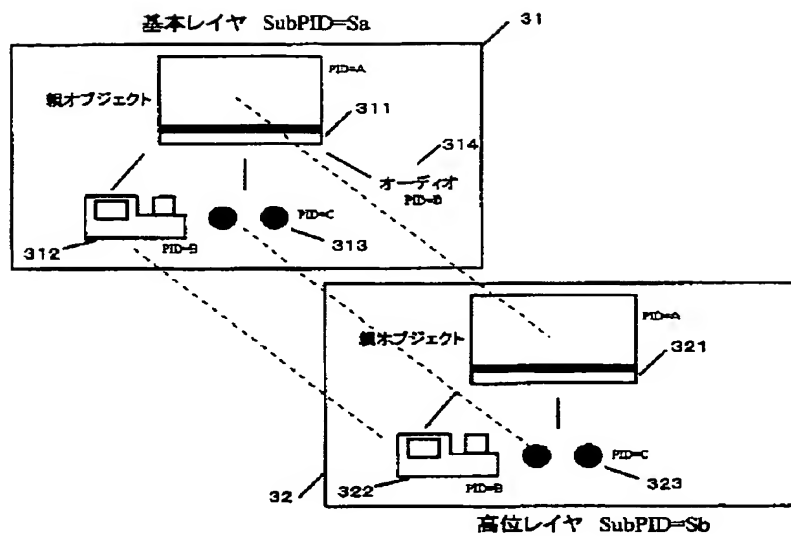 基本レイヤ SubPID=Sa
31
PID=A
親オブジェクト
311
314
オーディオ
PID=D
PID=C
312
PID=B
313
PID=A
親オブジェクト
321
PID=C
32
322
PID=B
323
高位レイヤ SubPID=Sb